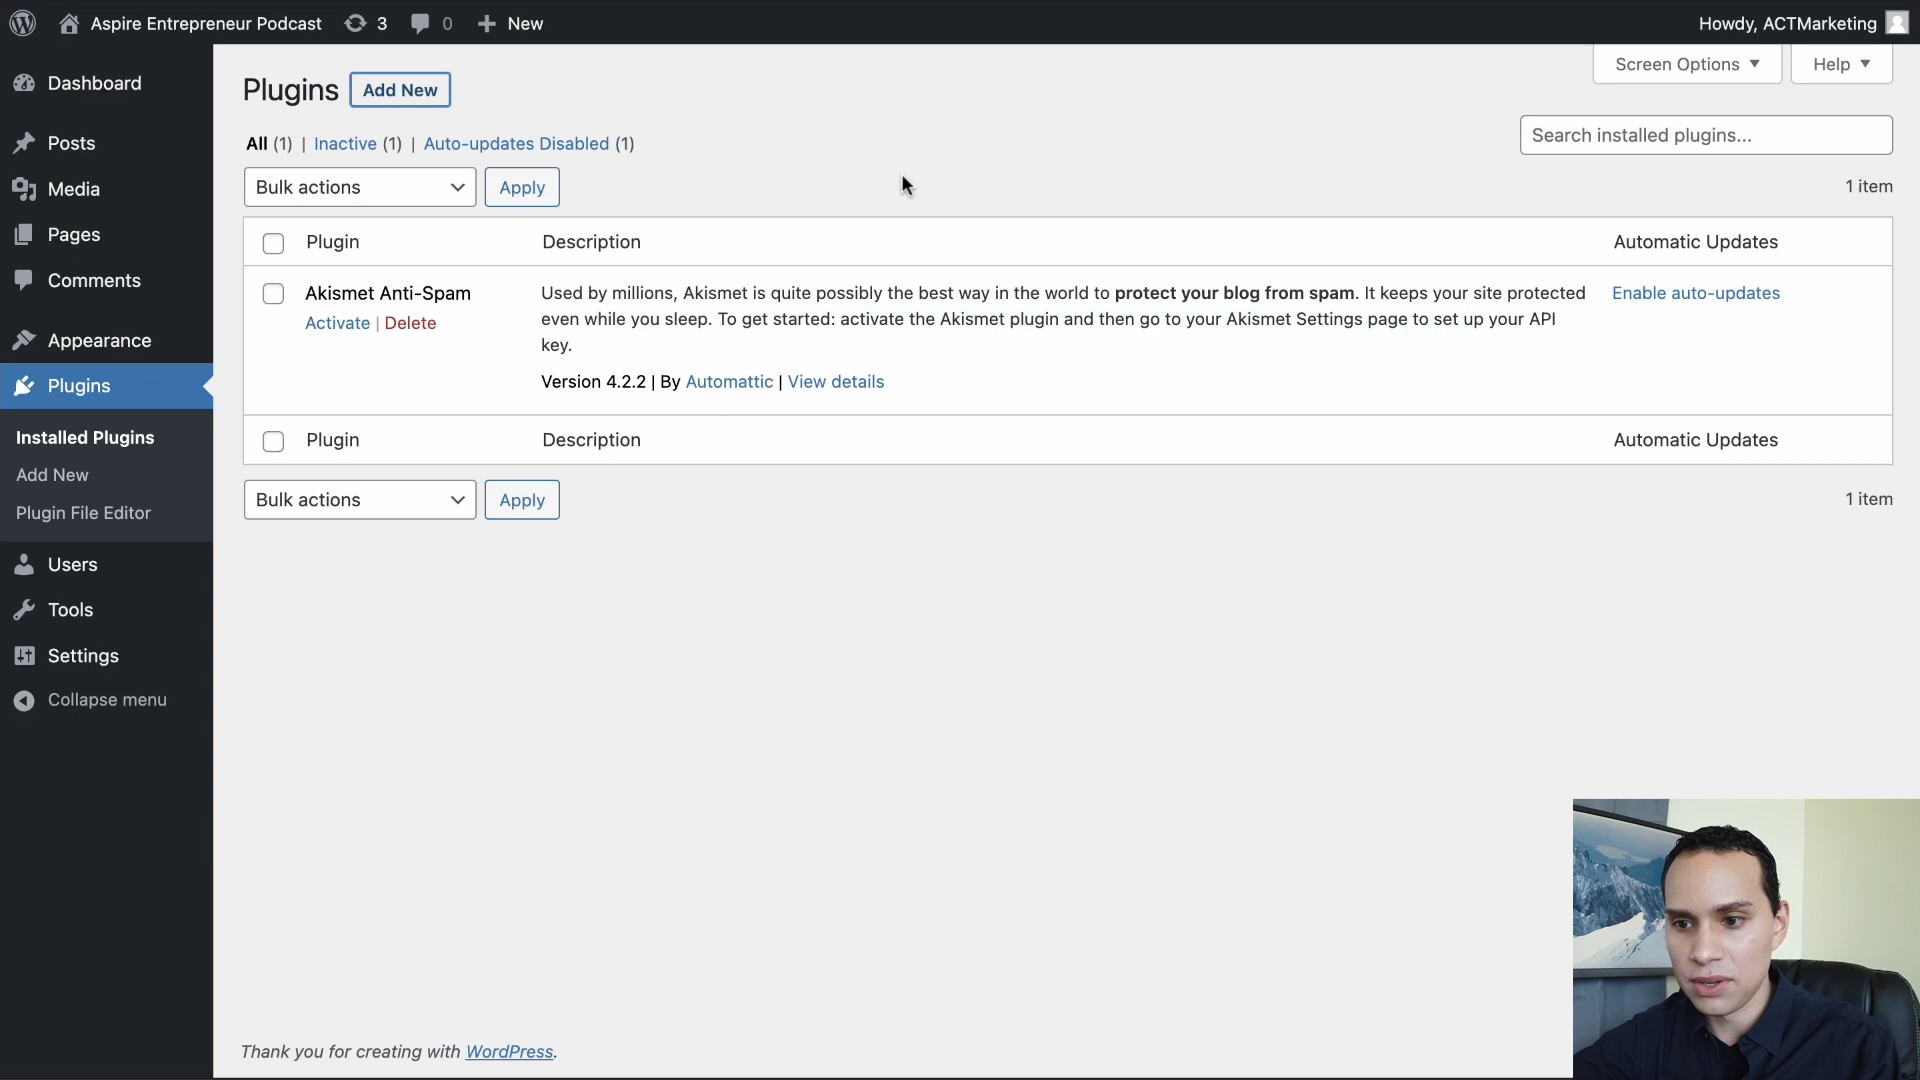 Aspire Entrepreneur Podcast 3 0 New Howdy, ACTMarketing
Screen Options Help
Dashboard
Posts
Media
Pages
Comments
Appearance
Plugins
Installed Plugins
Add New
Plugin File Editor
Users
Tools
Settings
Collapse menu
Plugins Add New
All (1) | Inactive (1) | Auto-updates Disabled (1)
Search installed plugins...
Bulk actions Apply 1 item
Plugin Description Automatic Updates
Akismet Anti-Spam
Activate | Delete
Used by millions, Akismet is quite possibly the best way in the world to protect your blog from spam. It keeps your site protected
even while you sleep. To get started: activate the Akismet plugin and then go to your Akismet Settings page to set up your API
key.
Version 4.2.2 | By Automattic | View details
Enable auto-updates
Plugin Description Automatic Updates
Bulk actions Apply 1 item
Thank you for creating with WordPress.